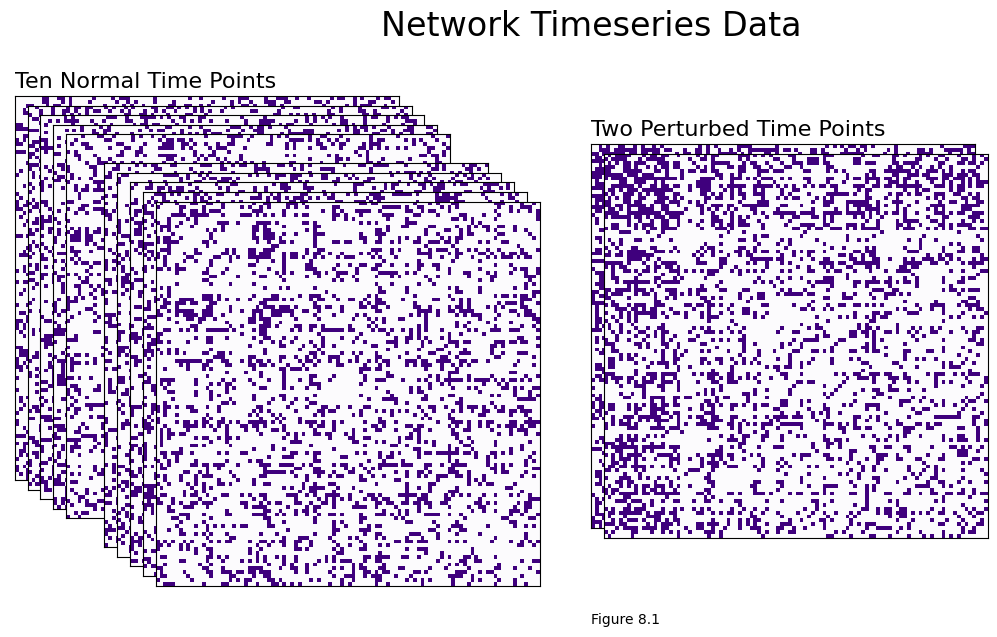 Network Timeseries Data
Ten Normal Time Points
Two Perturbed Time Points
Figure 8.1